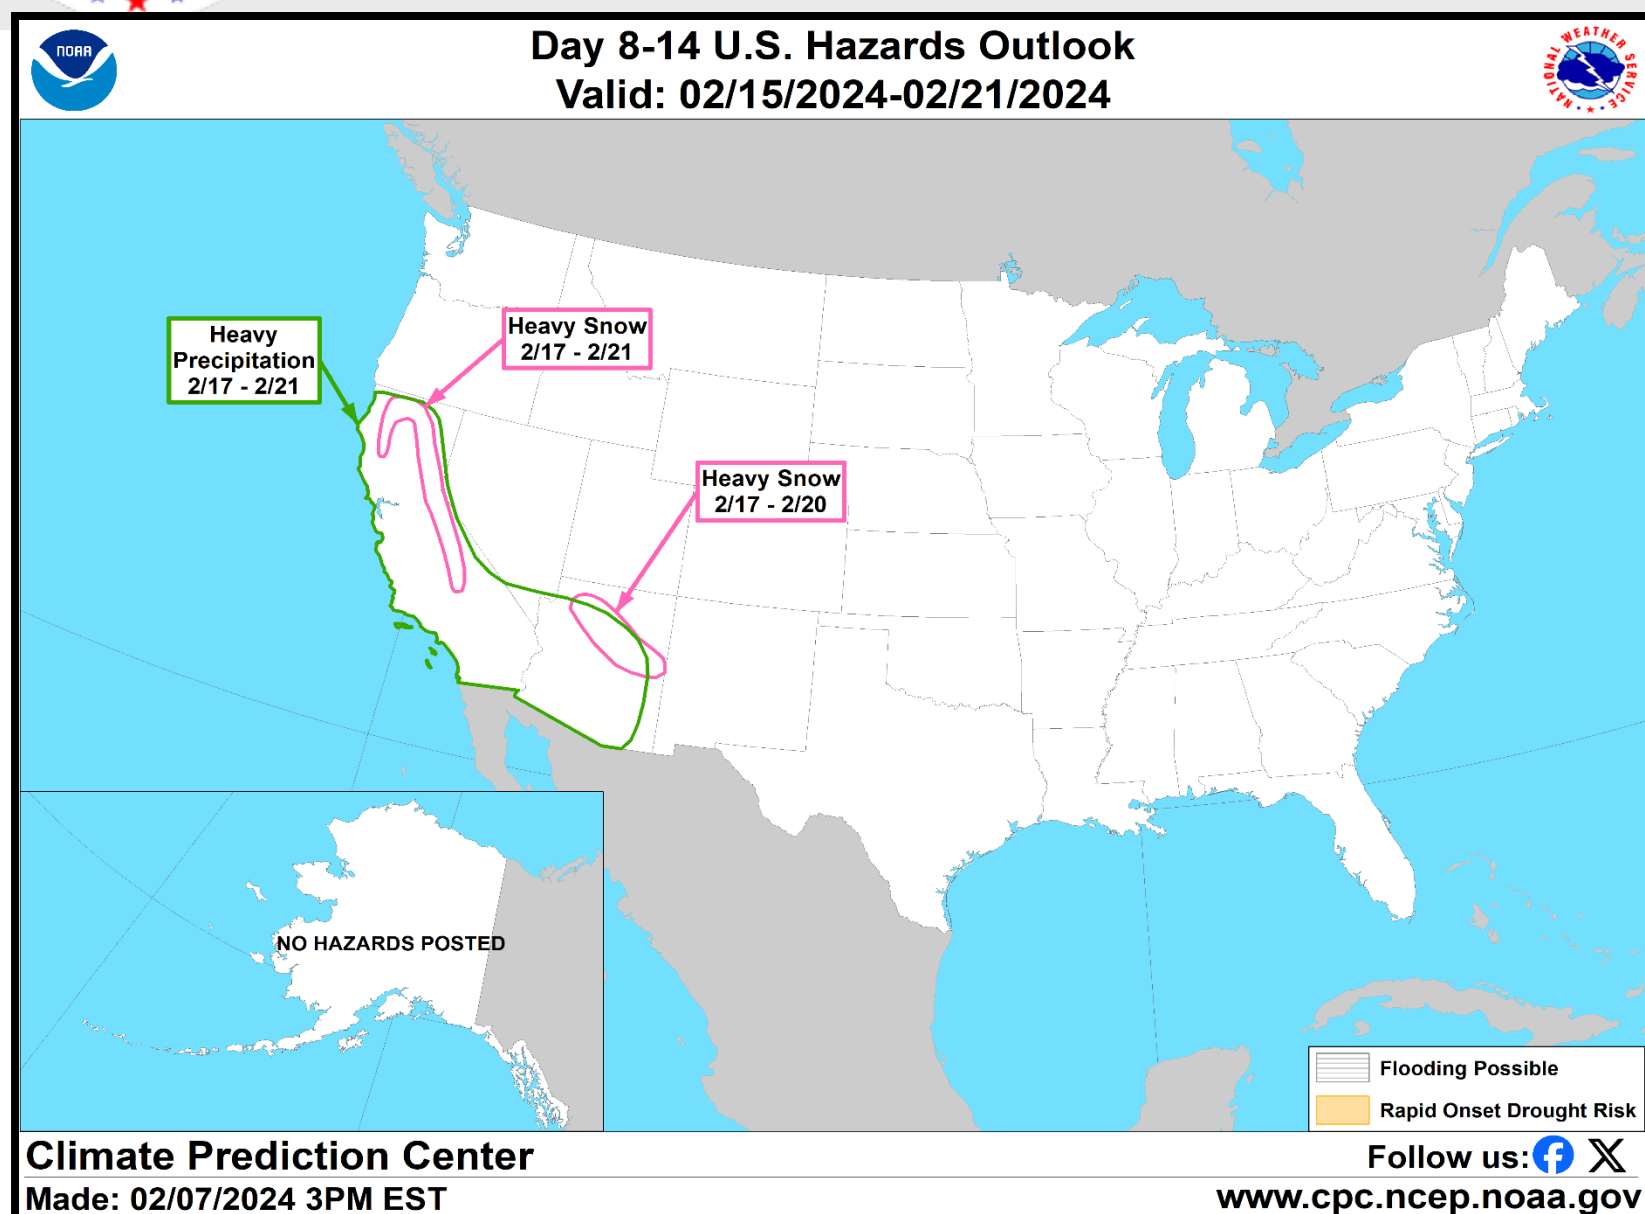 NOAA
Day 8-14 U.S. Hazards Outlook
Valid: 02/15/2024-02/21/2024
NATIONAL WEATHER SERVICE
Heavy
Precipitation
2/17 - 2/21
Heavy Snow
2/17 - 2/21
Heavy Snow
2/17 - 2/20
NO HAZARDS POSTED
Flooding Possible
Rapid Onset Drought Risk
Climate Prediction Center
Follow us:
Made: 02/07/2024 3PM EST
www.cpc.ncep.noaa.gov